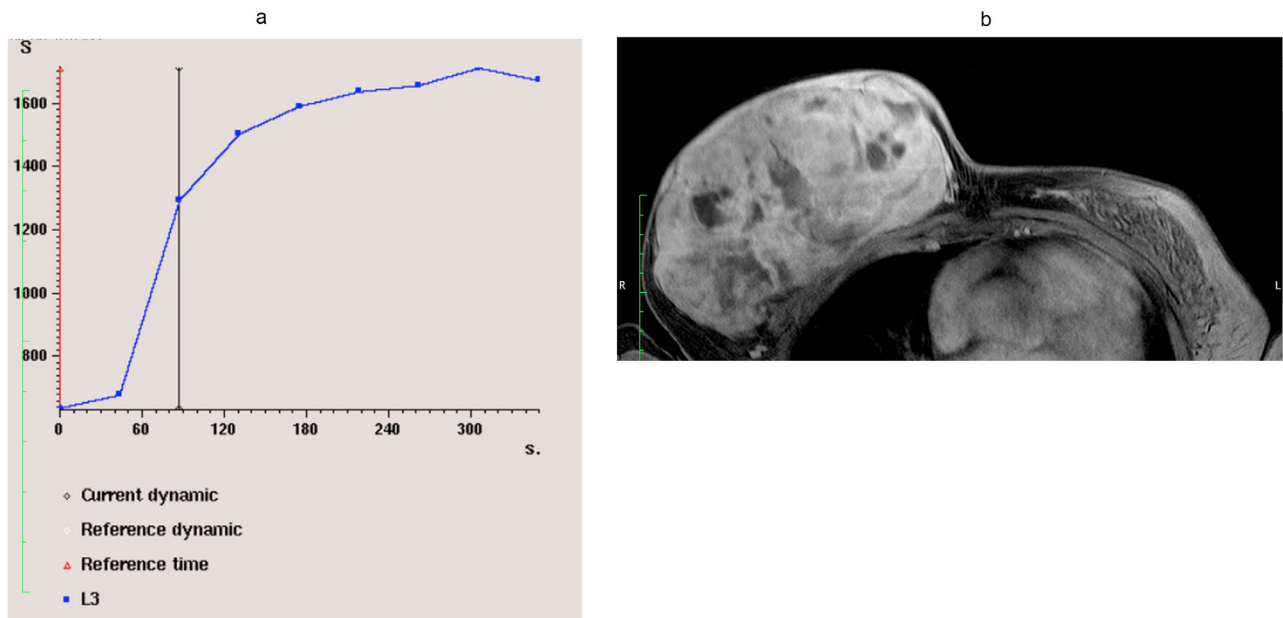 a
b
S
1600
1400
1200
1000
800
0 60 120 180 240 300
s.
Current dynamic
Reference dynamic
Reference time
L3
R
L